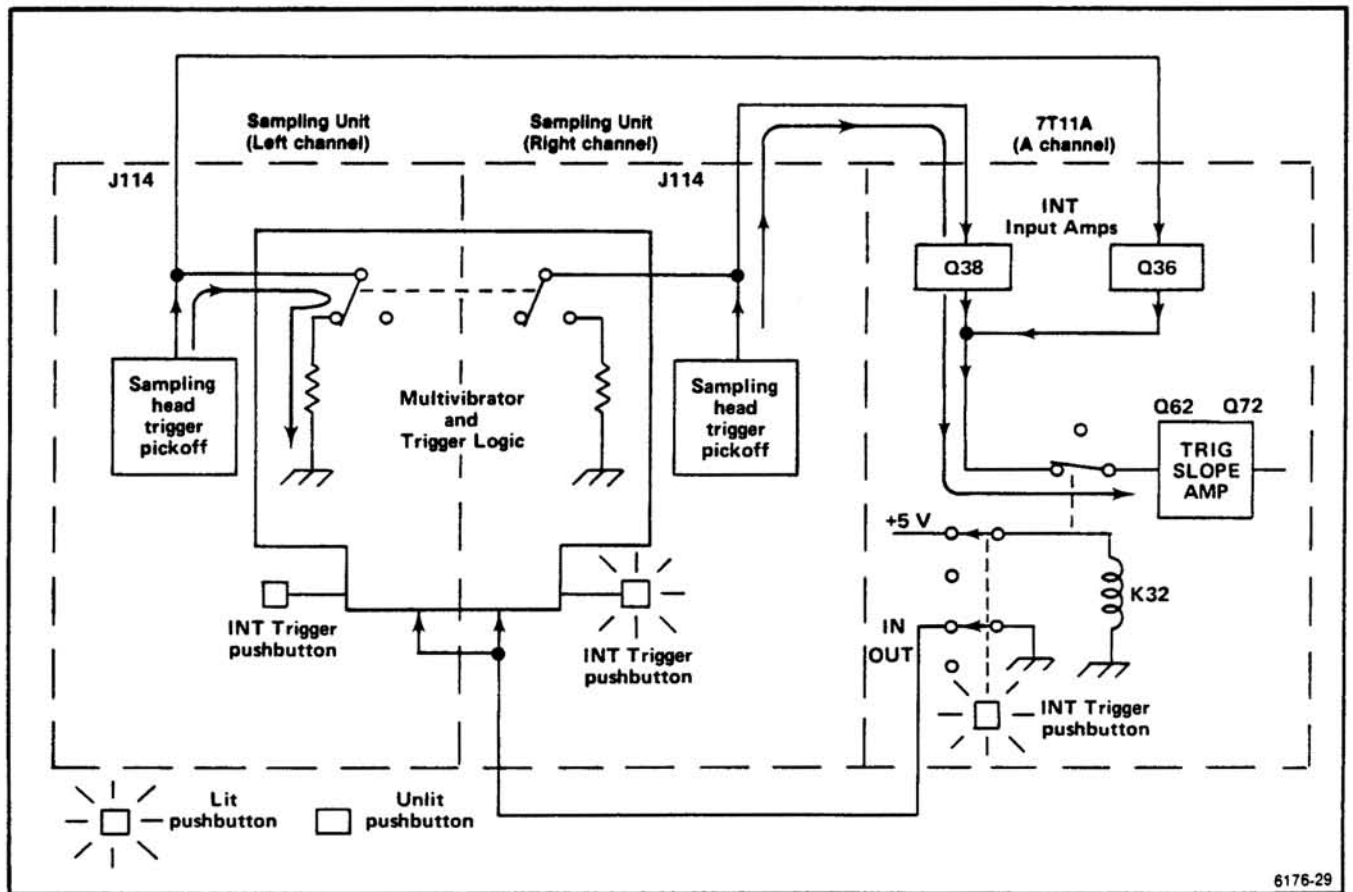 Sampling Unit
(Left channel)
Sampling Unit
(Right channel)
7T11A
(A channel)
J114
J114
INT
Input Amps
Q38
Q36
Sampling
head
trigger
pickoff
Multivibrator
and
Trigger Logic
Sampling
head
trigger
pickoff
Q62 Q72
TRIG
SLOPE
AMP
+5 V
K32
IN
OUT
INT Trigger
pushbutton
INT Trigger
pushbutton
INT Trigger
pushbutton
Lit
pushbutton
Unlit
pushbutton
6176-29